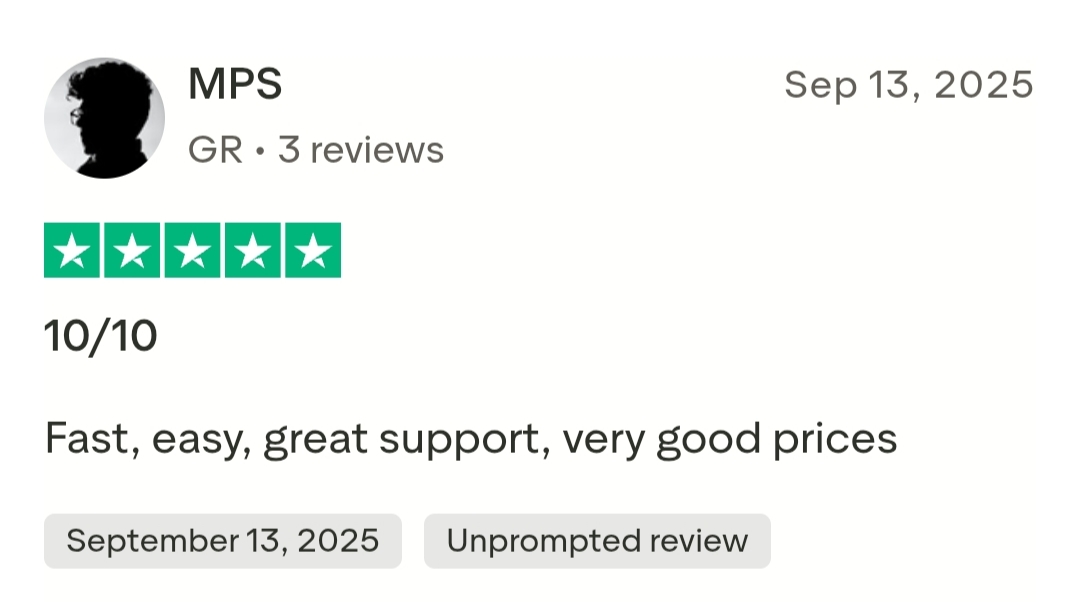 MPS
Sep 13, 2025
GR • 3 reviews
10/10
Fast, easy, great support, very good prices
September 13, 2025
Unprompted review